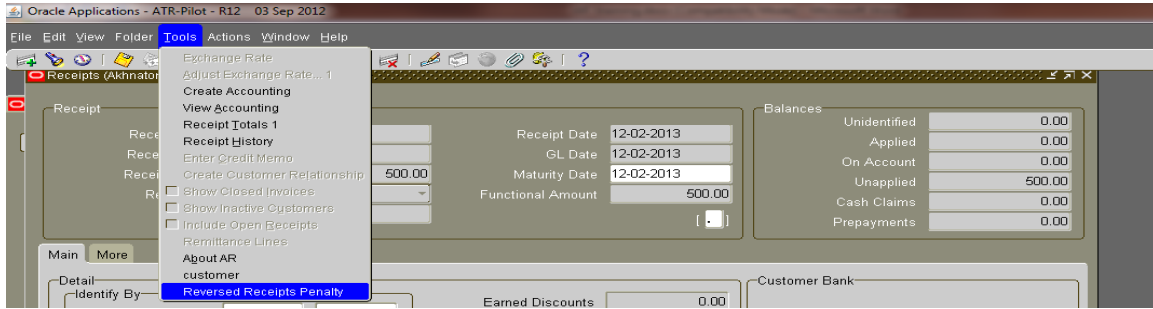 Oracle Applications - ATR-Pilot - R12 03 Sep 2012
File Edit View Folder Tools Actions Window Help
Receipts (Akhnaton
Exchange Rate
Adjust Exchange Rate... 1
Create Accounting
View Accounting
Receipt Totals 1
Receipt History
Enter Credit Memo
Create Customer Relationship
Show Closed Invoices
Show Inactive Customers
Include Open Receipts
Remittance Lines
About AR
customer
Reversed Receipts Penalty
Receipt
Rece
Rece
Recei 500.00
Re
Receipt Date 12-02-2013
GL Date 12-02-2013
Maturity Date 12-02-2013
Functional Amount 500.00
[ . ]
Balances
Unidentified 0.00
Applied 0.00
On Account 0.00
Unapplied 500.00
Cash Claims 0.00
Prepayments 0.00
Main More
Detail
Identify By
Earned Discounts 0.00
Customer Bank